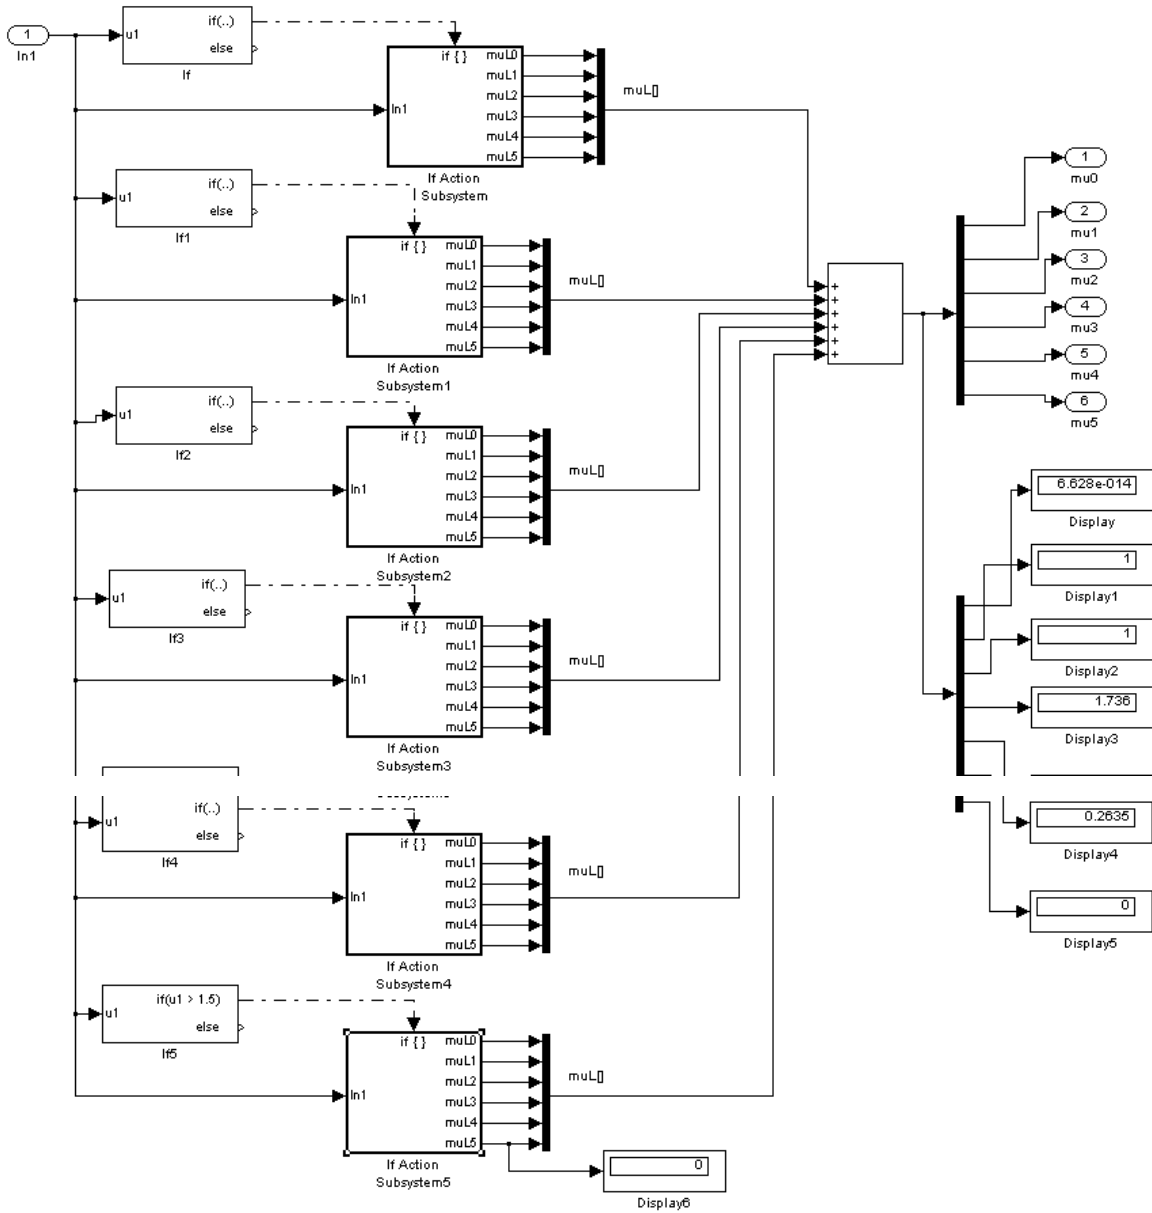 1
In1
u1
if(..)
else
If
In1
if { }
muL0
muL1
muL2
muL3
muL4
muL5
If Action
Subsystem
muL[]
u1
if(..)
else
If1
In1
if { }
muL0
muL1
muL2
muL3
muL4
muL5
If Action
Subsystem1
muL[]
u1
if(..)
else
If2
In1
if { }
muL0
muL1
muL2
muL3
muL4
muL5
If Action
Subsystem2
muL[]
u1
if(..)
else
If3
In1
if { }
muL0
muL1
muL2
muL3
muL4
muL5
If Action
Subsystem3
muL[]
u1
if(..)
else
If4
In1
if { }
muL0
muL1
muL2
muL3
muL4
muL5
If Action
Subsystem4
muL[]
u1
if(u1 > 1.5)
else
If5
In1
if { }
muL0
muL1
muL2
muL3
muL4
muL5
If Action
Subsystem5
muL[]
0
Display6
+
+
+
+
+
+
1
mu0
2
mu1
3
mu2
4
mu3
5
mu4
6
mu5
6.628e-014
Display
1
Display1
1
Display2
1.736
Display3
0.2635
Display4
0
Display5